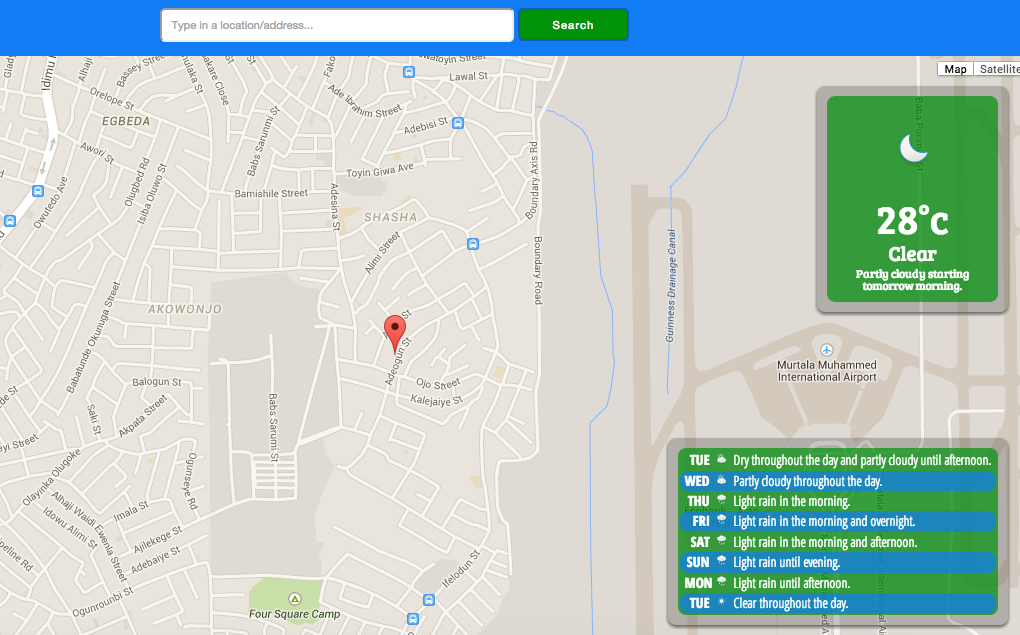 Type in a location/address...
Search
Map
Satellite
Idimu
Alhaji
Bassey Street
Lawal St
Orelope St
EGBEDA
Ade Ibrahim Street
Adebisi St
Babs Sarunmi St
Awori St
Olugbed Rd
Isiba Oluwo St
Toyin Giwa Ave
Bamishile Street
Adesina St
Owutedo Ave
Boundary Axis Rd
SHASHA
Alimi Street
Boundary Road
Guinness Drainage Canal
28°c
Clear
Partly cloudy starting
tomorrow morning.
AKOWONJO
Babatunde Okunuga Street
Adeogun St
Murtala Muhammed
International Airport
Balogun St
Ojo Street
Kalejaiye St
Saki St
Akpata Street
Babs Sarumi St
Olayinka Olugoke
Ogunseye Rd
Alhaji Waidi Ewenla Street
Idowu Alimi St
Imala St
Ajilekege St
Adebaiye St
Pipeline Rd
Ogunrounbi St
Ifelodun St
Four Square Camp
TUE Dry throughout the day and partly cloudy until afternoon.
WED Partly cloudy throughout the day.
THU Light rain in the morning.
FRI Light rain in the morning and overnight.
SAT Light rain in the morning and afternoon.
SUN Light rain until evening.
MON Light rain until afternoon.
TUE Clear throughout the day.